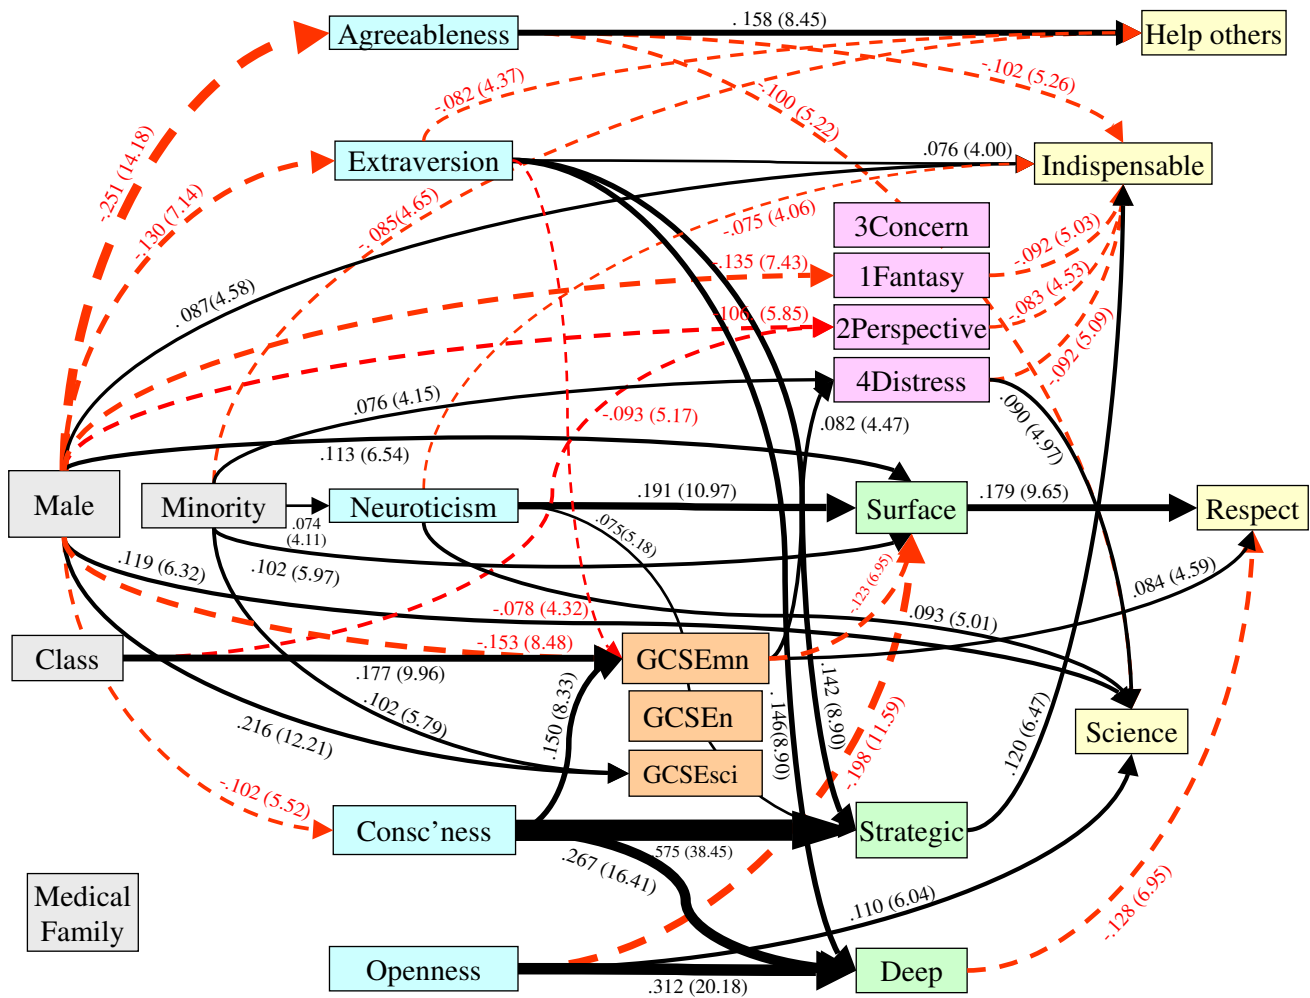 Agreeableness
.158 (8.45)
Help others
-.082 (4.37)
-.100 (5.22)
-.102 (5.26)
-.251 (14.18)
-.130 (7.14)
Extraversion
.076 (4.00)
Indispensable
-.085(4.65)
-.075 (4.06)
3Concern
-.092 (5.03)
-.135 (7.43)
1Fantasy
-.083 (4.53)
.087(4.58)
-.106 (5.85)
2Perspective
-.092 (5.09)
4Distress
.076 (4.15)
-.093 (5.17)
.082 (4.47)
.090 (4.97)
.113 (6.54)
Male
Minority
.074
(4.11)
Neuroticism
.191 (10.97)
Surface
.179 (9.65)
Respect
.075(5.18)
.119 (6.32)
.102 (5.97)
-.123 (6.95)
.084 (4.59)
-.078 (4.32)
.093 (5.01)
Class
-.153 (8.48)
.177 (9.96)
GCSEmn
.102 (5.79)
.216 (12.21)
.150 (8.33)
GCSEn
.146(8.90)
.142 (8.90)
-.198 (11.59)
.120 (6.47)
Science
GCSEsci
-.102 (5.52)
Consc’ness
.575 (38.45)
Strategic
.267 (16.41)
Medical
Family
.110 (6.04)
-.128 (6.95)
Openness
.312 (20.18)
Deep